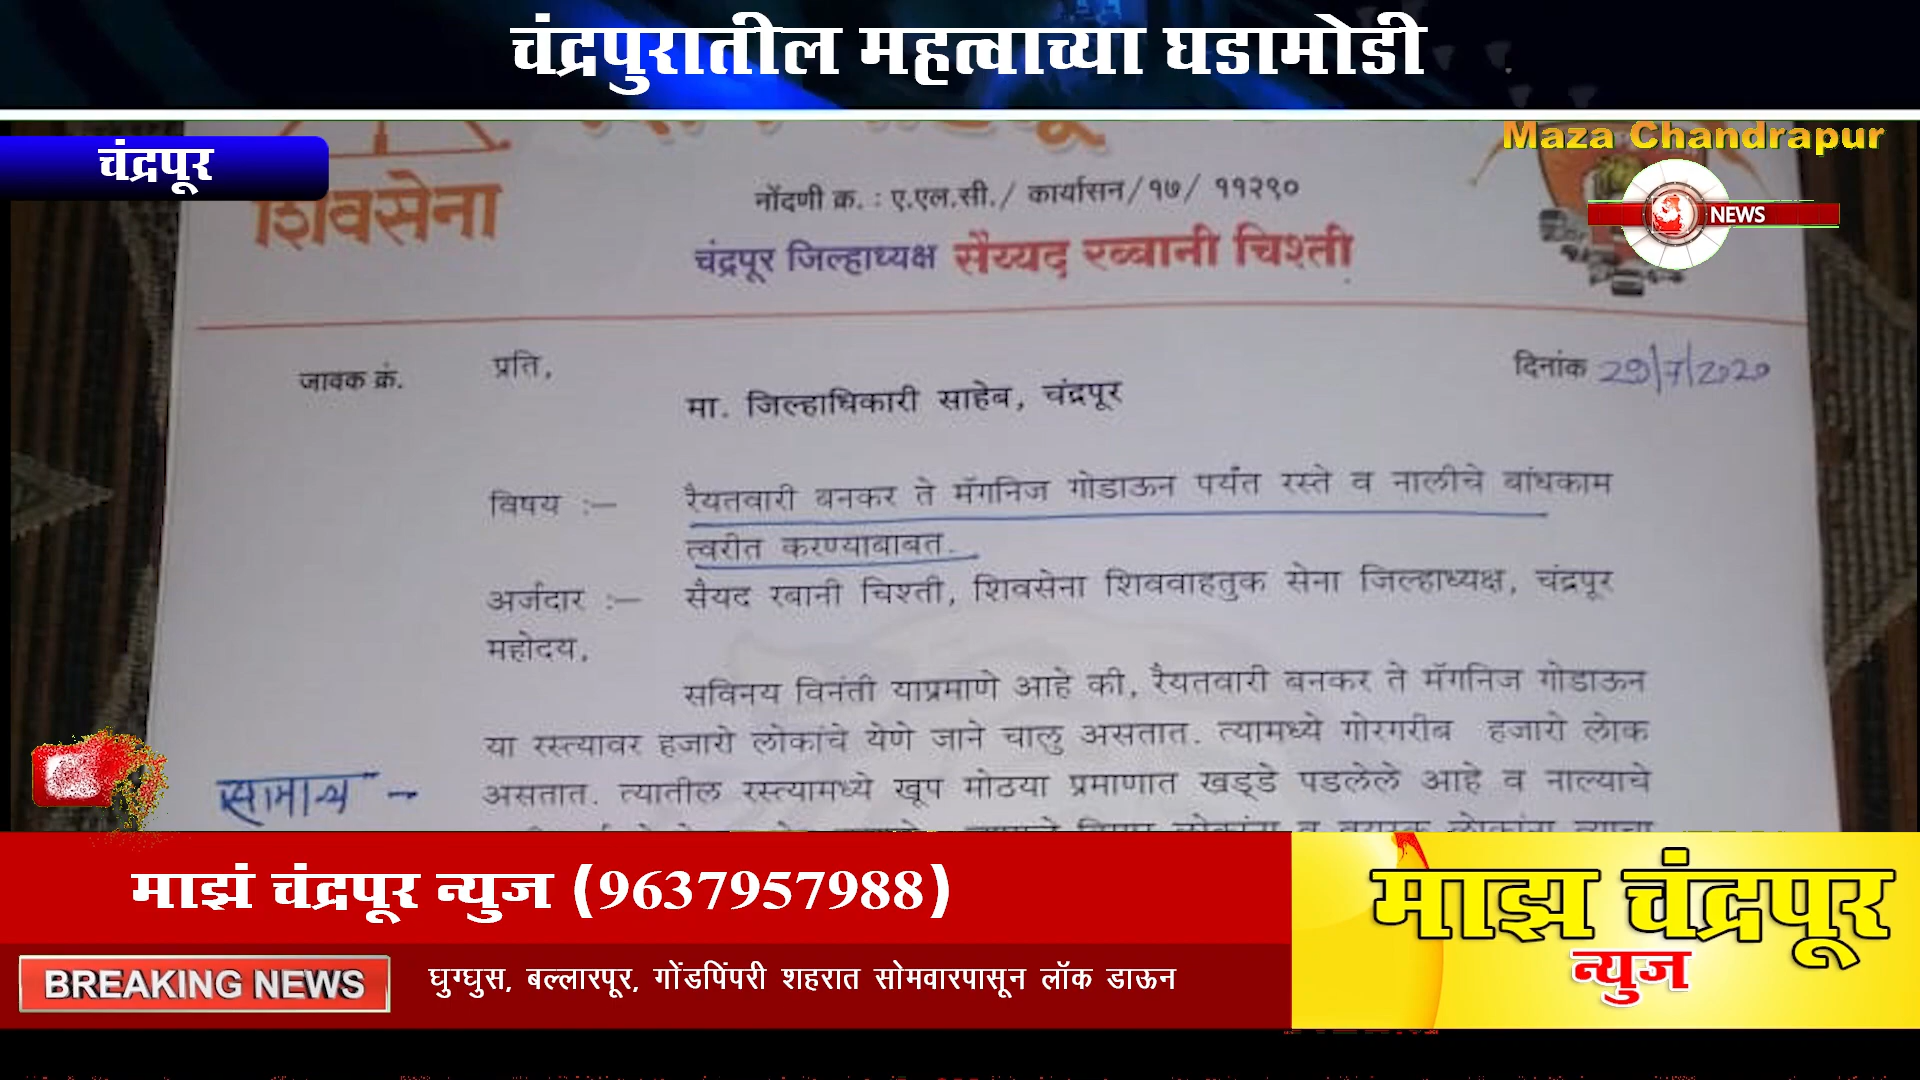 चंद्रपुरातील महत्वाच्या घडामोडी
चंद्रपूर
Maza Chandrapur
NEWS
शिवसेना
नोंदणी क्र. : ए.एल.सी./ कार्यासन/१७/ ११२९०
चंद्रपूर जिल्हाध्यक्ष सैय्यद रब्बानी चिश्ती
जावक क्रं.
प्रति,
दिनांक 29/7/2020
मा. जिल्हाधिकारी साहेब, चंद्रपूर
विषय :– रैयतवारी बनकर ते मॅगनिज गोडाऊन पर्यंत रस्ते व नालीचे बांधकाम
त्वरीत करण्याबाबत.
अर्जदार :– सैयद रबानी चिश्ती, शिवसेना शिववाहतुक सेना जिल्हाध्यक्ष, चंद्रपूर
महोदय,
सविनय विनंती याप्रमाणे आहे की, रैयतवारी बनकर ते मॅगनिज गोडाऊन
या रस्त्यावर हजारो लोकांचे येणे जाने चालु असतात. त्यामध्ये गोरगरीब हजारो लोक
सामान्य –
असतात. त्यातील रस्त्यामध्ये खूप मोठया प्रमाणात खड्डे पडलेले आहे व नाल्याचे
माझं चंद्रपूर न्युज (9637957988)
BREAKING NEWS
घुग्घुस, बल्लारपूर, गोंडपिंपरी शहरात सोमवारपासून लॉक डाऊन
माझ चंद्रपूर
न्युज